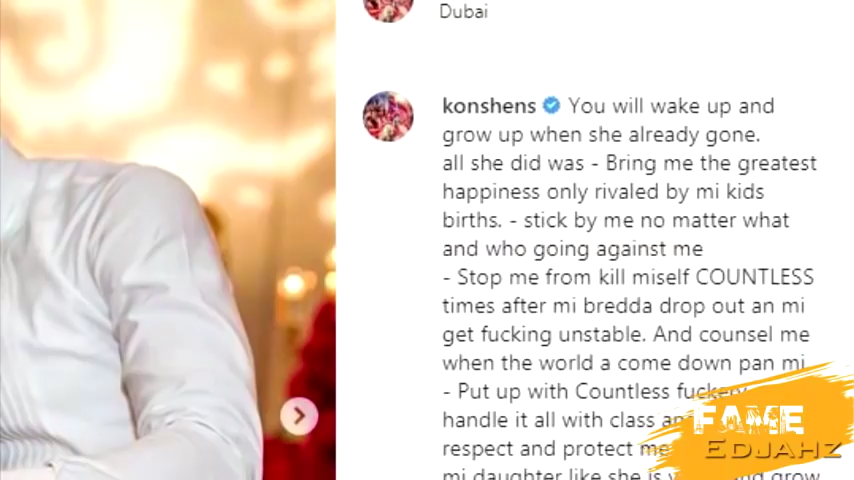 Dubai
konshens You will wake up and
grow up when she already gone.
all she did was - Bring me the greatest
happiness only rivaled by mi kids
births. - stick by me no matter what
and who going against me
- Stop me from kill miself COUNTLESS
times after mi bredda drop out an mi
get fucking unstable. And counsel me
when the world a come down pan mi
- Put up with Countless fuckery
handle it all with class
respect and protect me
mi daughter like she is and grow
FAME
EDJAHZ